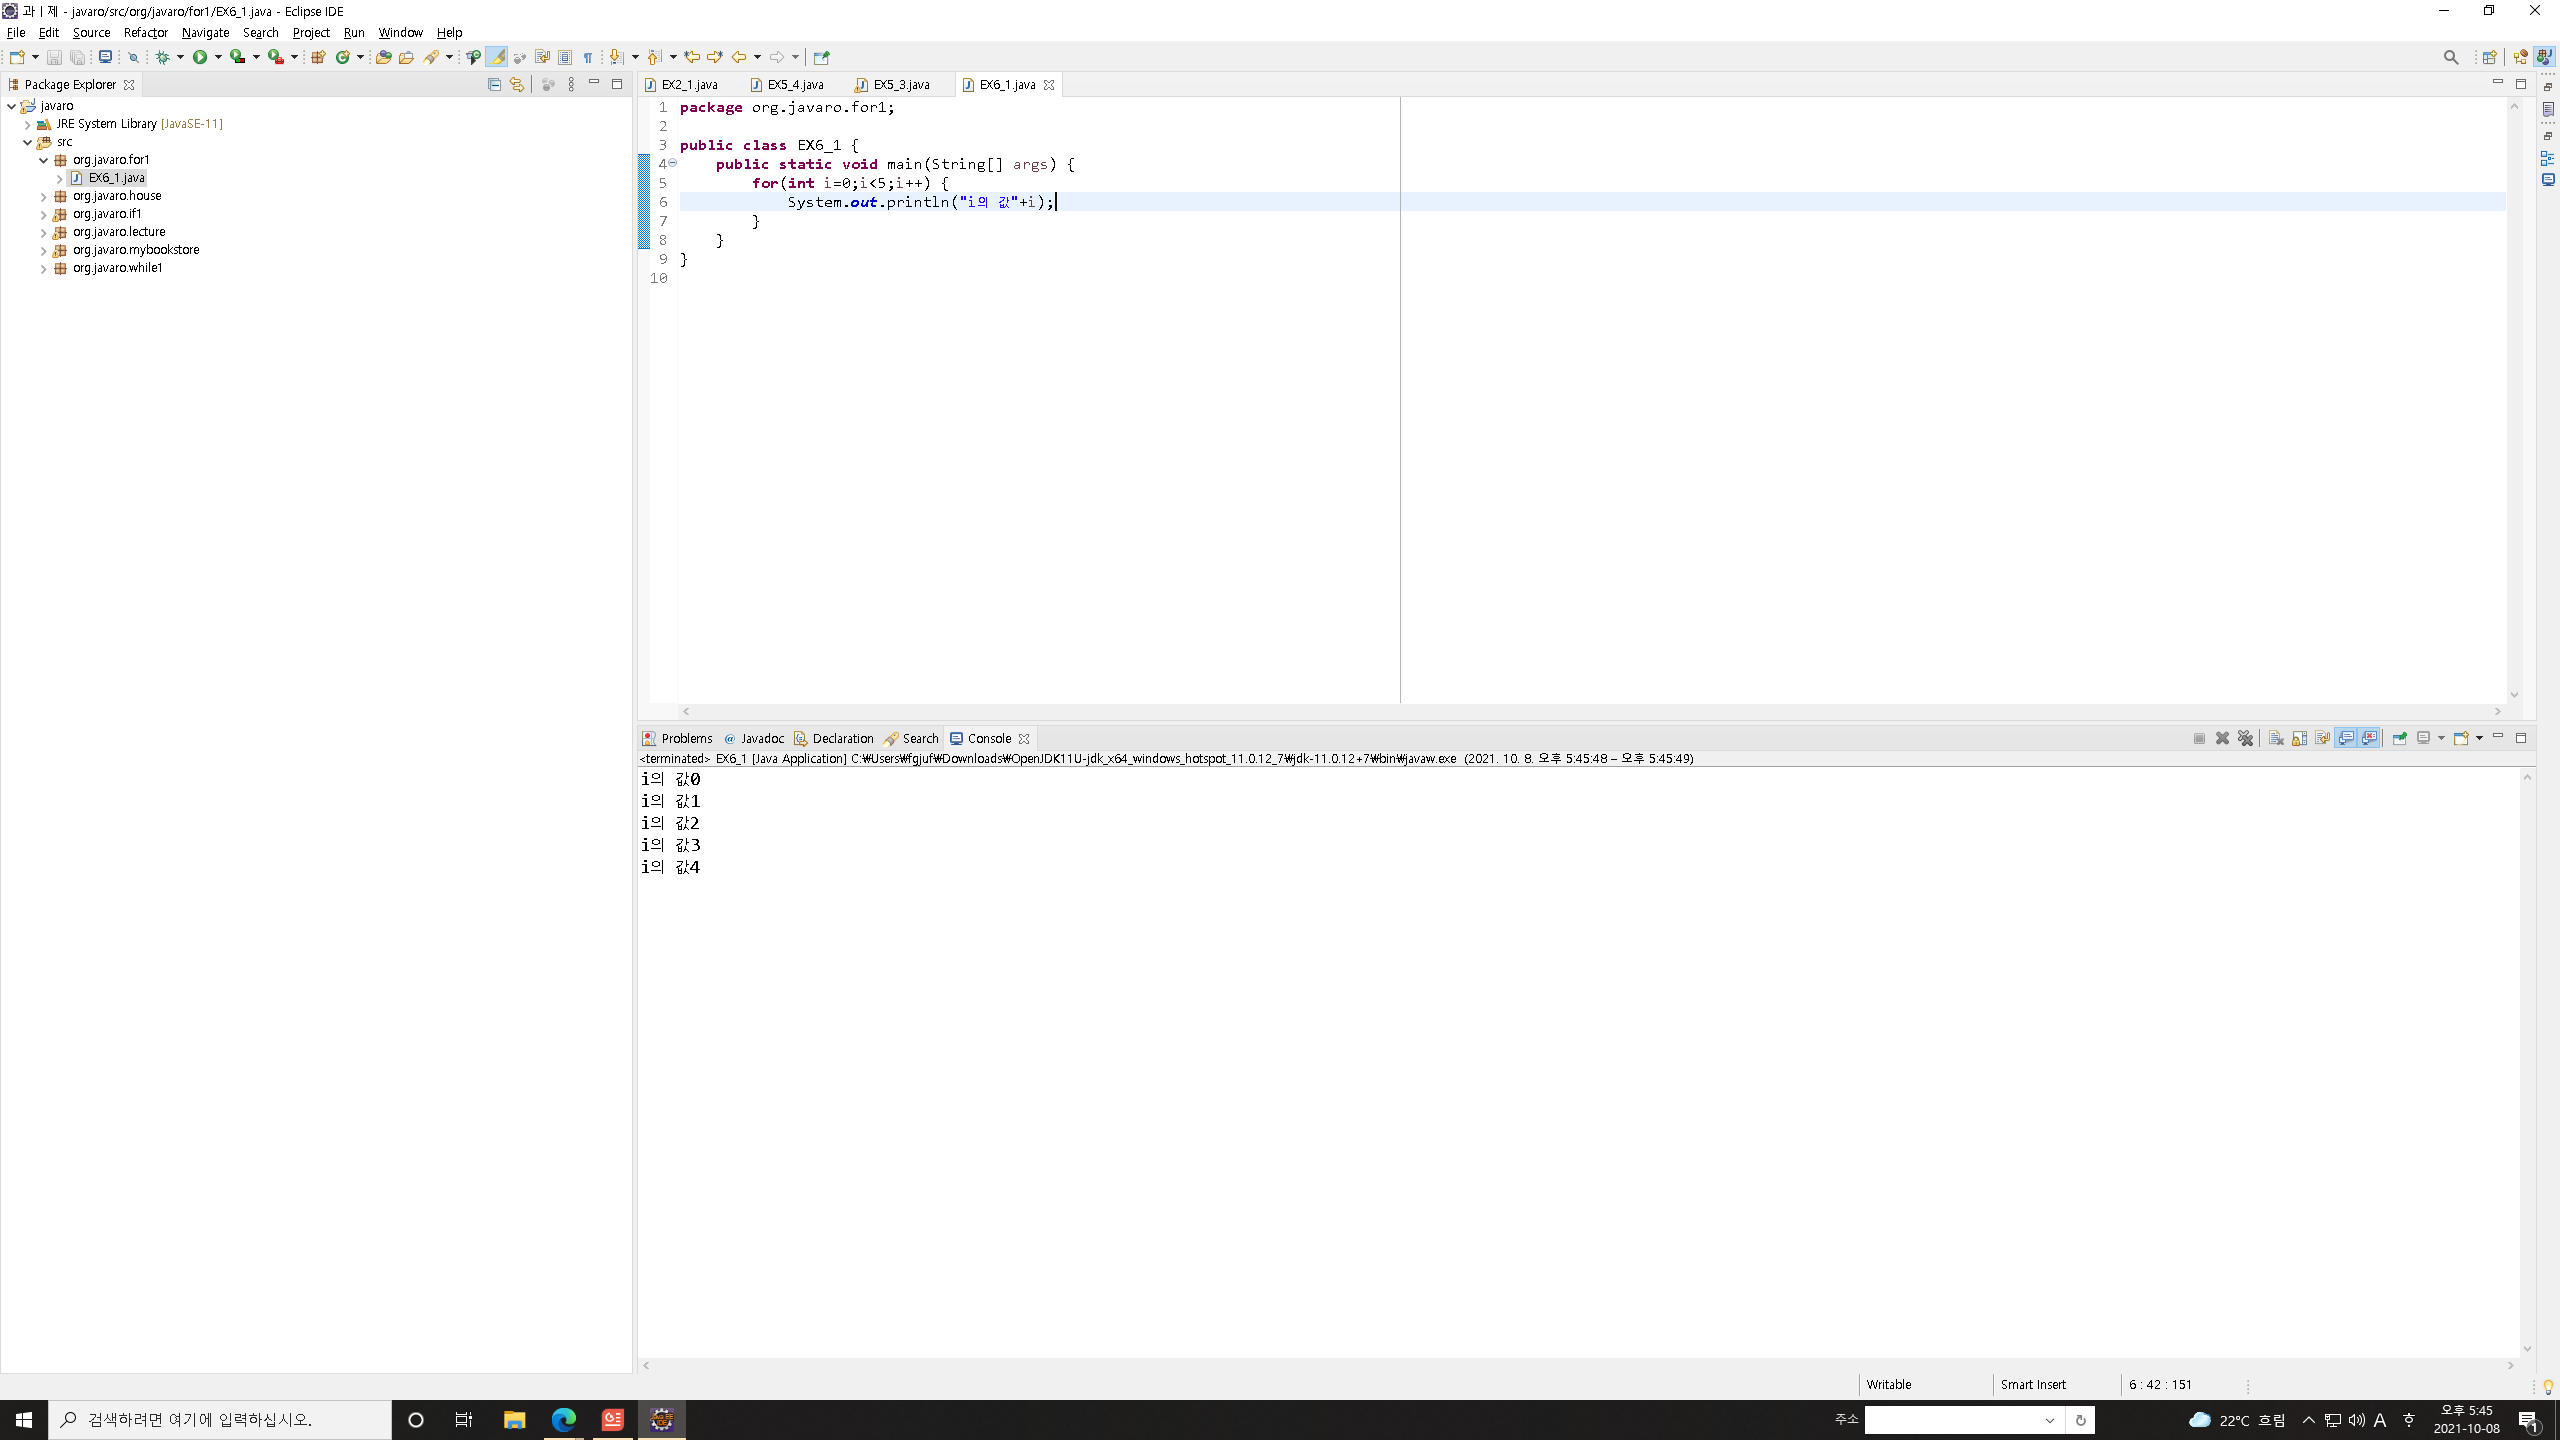 과ㅣ제 - javaro/src/org/javaro/for1/EX6_1.java - Eclipse IDE
File Edit Source Refactor Navigate Search Project Run Window Help
Package Explorer
javaro
JRE System Library [JavaSE-11]
src
org.javaro.for1
EX6_1.java
org.javaro.house
org.javaro.if1
org.javaro.lecture
org.javaro.mybookstore
org.javaro.while1
EX2_1.java EX5_4.java EX5_3.java EX6_1.java
1 package org.javaro.for1;
2
3 public class EX6_1 {
4 public static void main(String[] args) {
5 for(int i=0;i<5;i++) {
6 System.out.println("i의 값"+i);
7 }
8 }
9 }
10
Problems Javadoc Declaration Search Console
<terminated> EX6_1 [Java Application] C:₩Users₩fgjuf₩Downloads₩OpenJDK11U-jdk_x64_windows_hotspot_11.0.12_7₩jdk-11.0.12+7₩bin₩javaw.exe (2021. 10. 8. 오후 5:45:48 – 오후 5:45:49)
i의 값0
i의 값1
i의 값2
i의 값3
i의 값4
Writable Smart Insert 6 : 42 : 151
검색하려면 여기에 입력하십시오.
주소
22°C 흐림
A
오후 5:45
2021-10-08
1